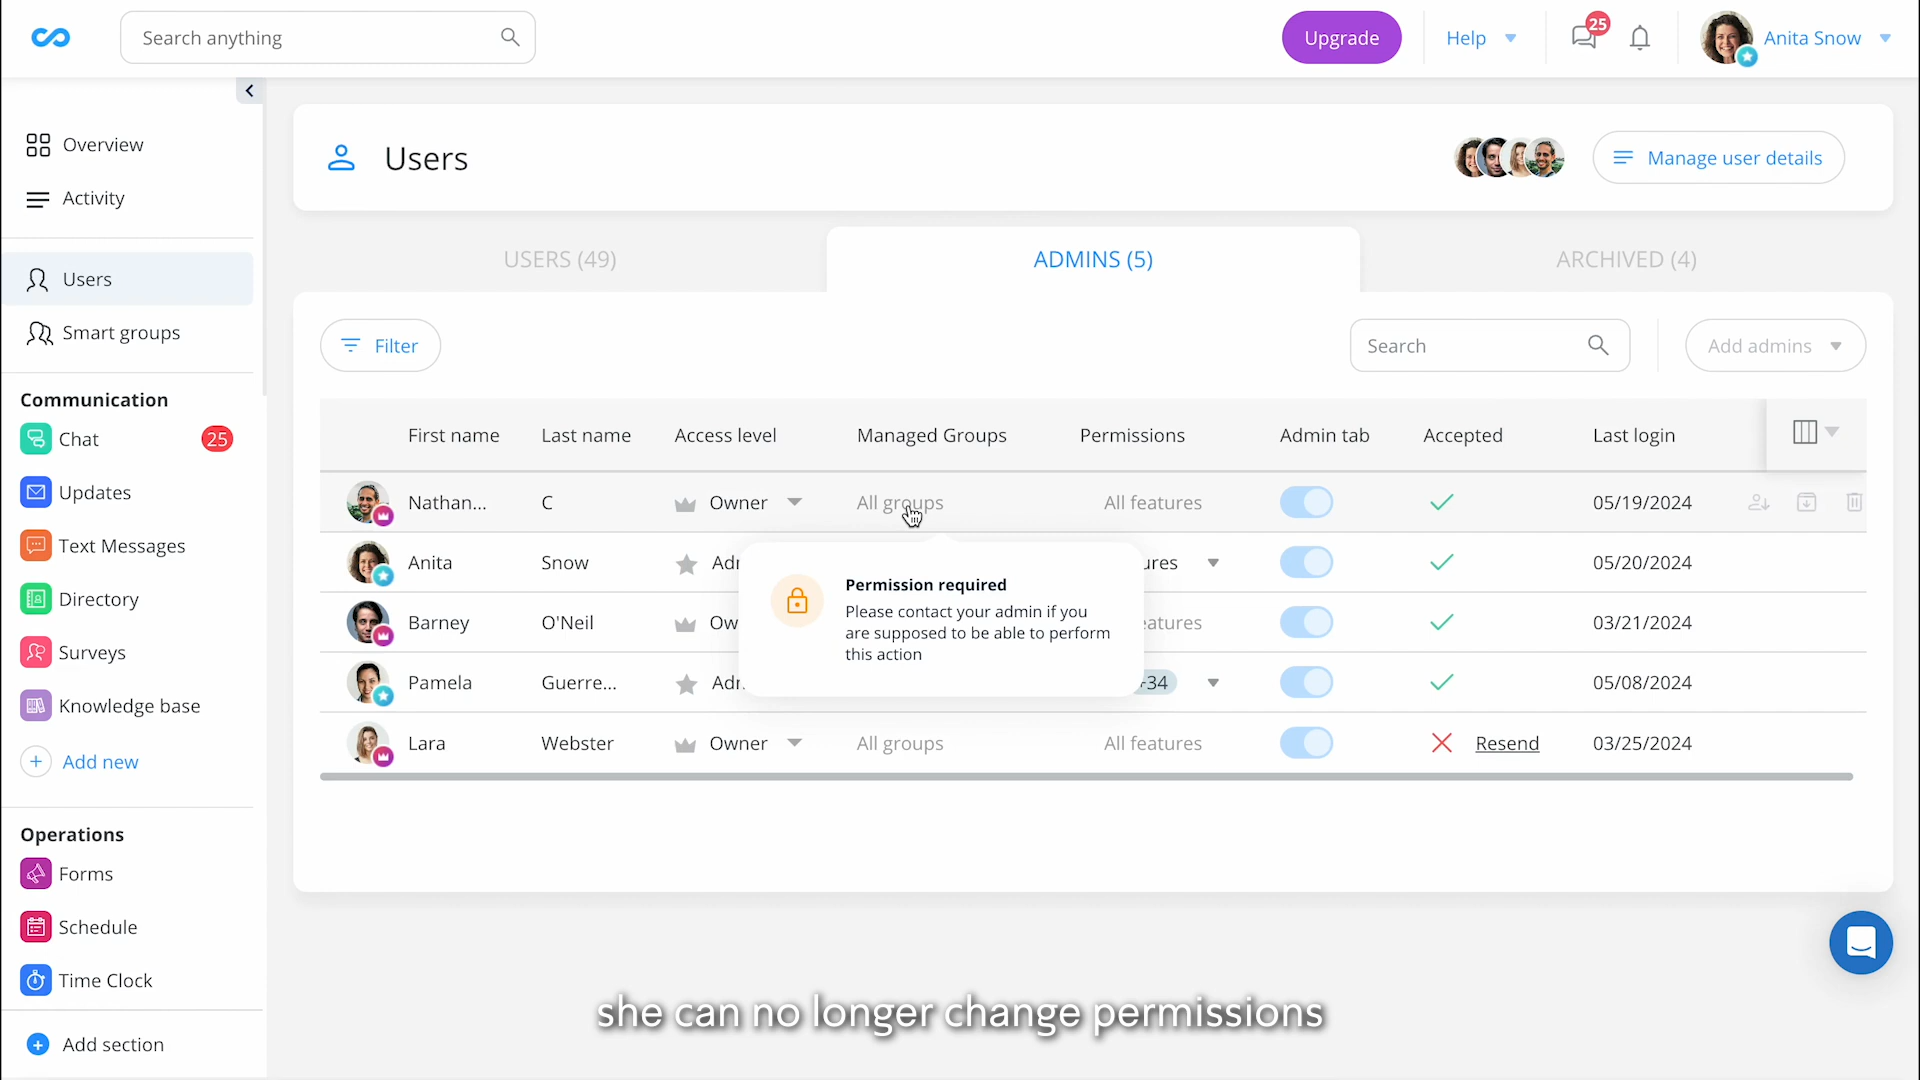 Search anything
Upgrade
Help
25
Anita Snow
Overview
Activity
Users
Smart groups
Communication
Chat
25
Updates
Text Messages
Directory
Surveys
Knowledge base
Add new
Operations
Forms
Schedule
Time Clock
Add section
Users
Manage user details
USERS (49)
ADMINS (5)
ARCHIVED (4)
Filter
Search
Add admins
First name Last name Access level Managed Groups Permissions Admin tab Accepted Last login
Nathan... C Owner All groups All features 05/19/2024
Anita Snow Adr ures 05/20/2024
Barney O'Neil Ow eatures 03/21/2024
Pamela Guerre... Adr 34 05/08/2024
Lara Webster Owner All groups All features Resend 03/25/2024
Permission required
Please contact your admin if you
are supposed to be able to perform
this action
she can no longer change permissions